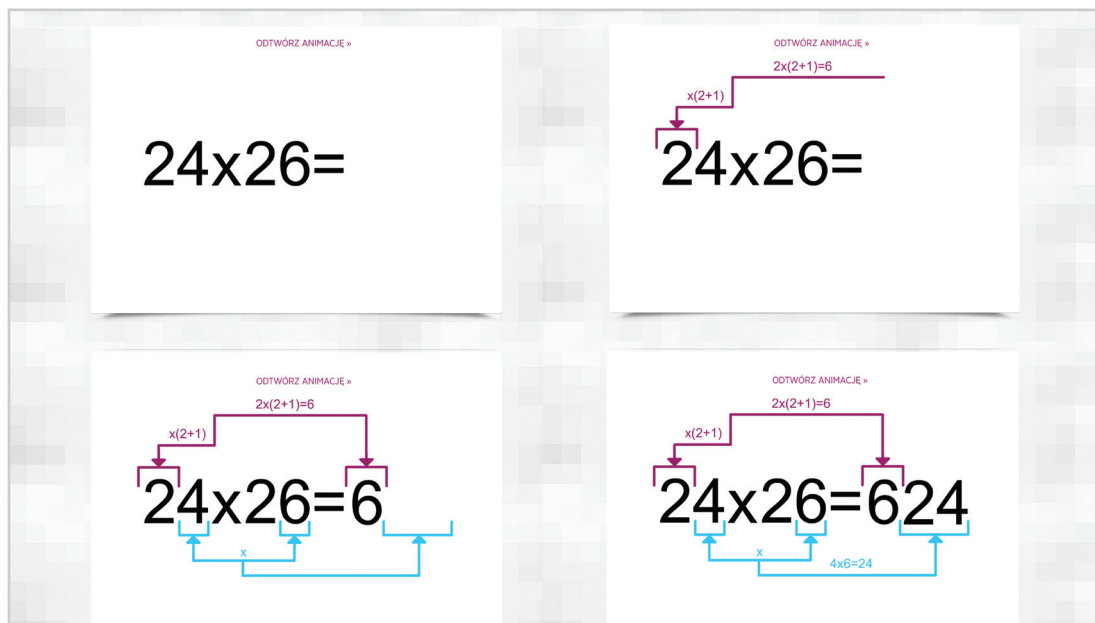 ODTWÓRZ ANIMACJĘ »
24x26=
ODTWÓRZ ANIMACJĘ »
2x(2+1)=6
x(2+1)
24x26=
ODTWÓRZ ANIMACJĘ »
2x(2+1)=6
x(2+1)
24x26=6
x
ODTWÓRZ ANIMACJĘ »
2x(2+1)=6
x(2+1)
24x26=624
x
4x6=24